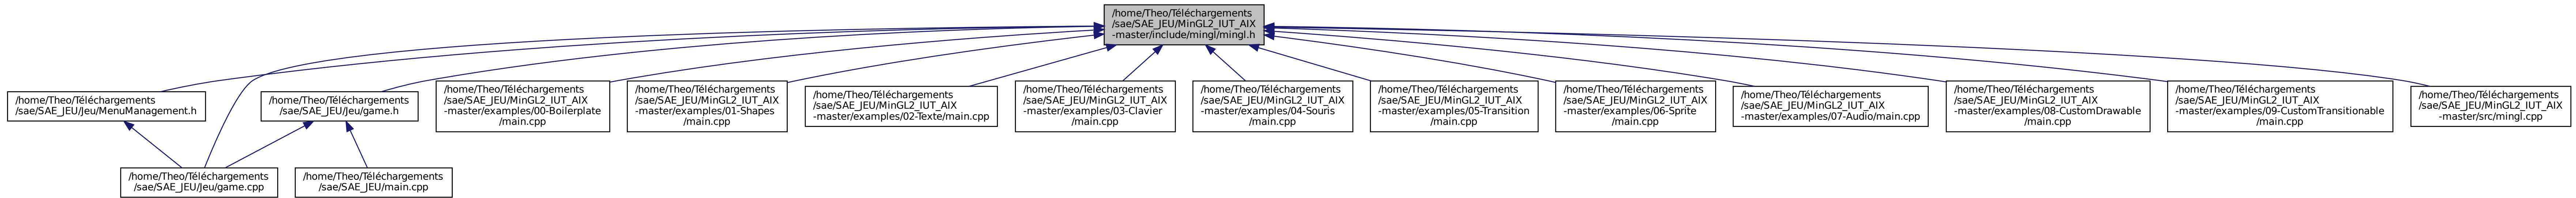 /home/Theo/Téléchargements
/sae/SAE_JEU/MinGL2_IUT_AIX
-master/include/mingl/mingl.h
/home/Theo/Téléchargements
/sae/SAE_JEU/Jeu/MenuManagement.h
/home/Theo/Téléchargements
/sae/SAE_JEU/Jeu/game.h
/home/Theo/Téléchargements
/sae/SAE_JEU/MinGL2_IUT_AIX
-master/examples/00-Boilerplate
/main.cpp
/home/Theo/Téléchargements
/sae/SAE_JEU/MinGL2_IUT_AIX
-master/examples/01-Shapes
/main.cpp
/home/Theo/Téléchargements
/sae/SAE_JEU/MinGL2_IUT_AIX
-master/examples/02-Texte/main.cpp
/home/Theo/Téléchargements
/sae/SAE_JEU/MinGL2_IUT_AIX
-master/examples/03-Clavier
/main.cpp
/home/Theo/Téléchargements
/sae/SAE_JEU/MinGL2_IUT_AIX
-master/examples/04-Souris
/main.cpp
/home/Theo/Téléchargements
/sae/SAE_JEU/MinGL2_IUT_AIX
-master/examples/05-Transition
/main.cpp
/home/Theo/Téléchargements
/sae/SAE_JEU/MinGL2_IUT_AIX
-master/examples/06-Sprite
/main.cpp
/home/Theo/Téléchargements
/sae/SAE_JEU/MinGL2_IUT_AIX
-master/examples/07-Audio/main.cpp
/home/Theo/Téléchargements
/sae/SAE_JEU/MinGL2_IUT_AIX
-master/examples/08-CustomDrawable
/main.cpp
/home/Theo/Téléchargements
/sae/SAE_JEU/MinGL2_IUT_AIX
-master/examples/09-CustomTransitionable
/main.cpp
/home/Theo/Téléchargements
/sae/SAE_JEU/MinGL2_IUT_AIX
-master/src/mingl.cpp
/home/Theo/Téléchargements
/sae/SAE_JEU/Jeu/game.cpp
/home/Theo/Téléchargements
/sae/SAE_JEU/main.cpp